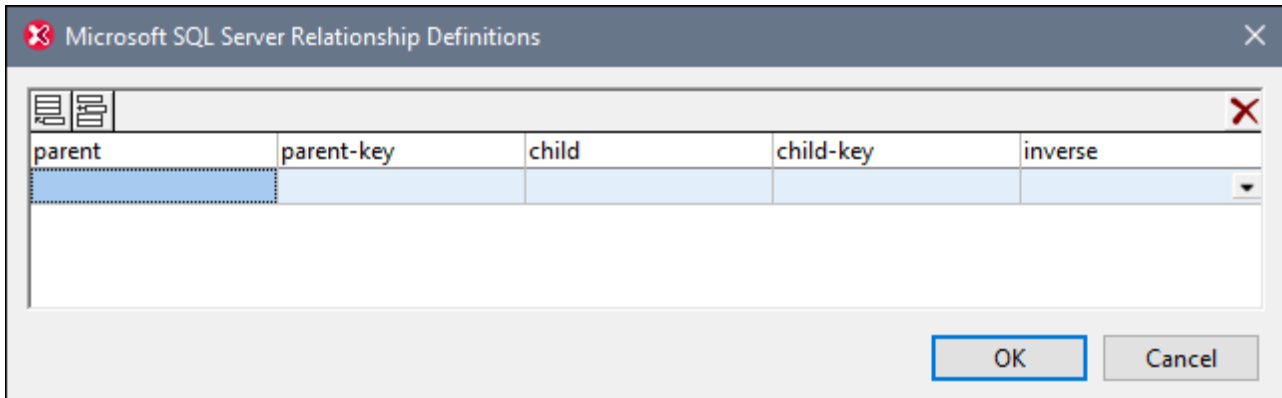 Microsoft SQL Server Relationship Definitions
parent parent-key child child-key inverse
OK Cancel